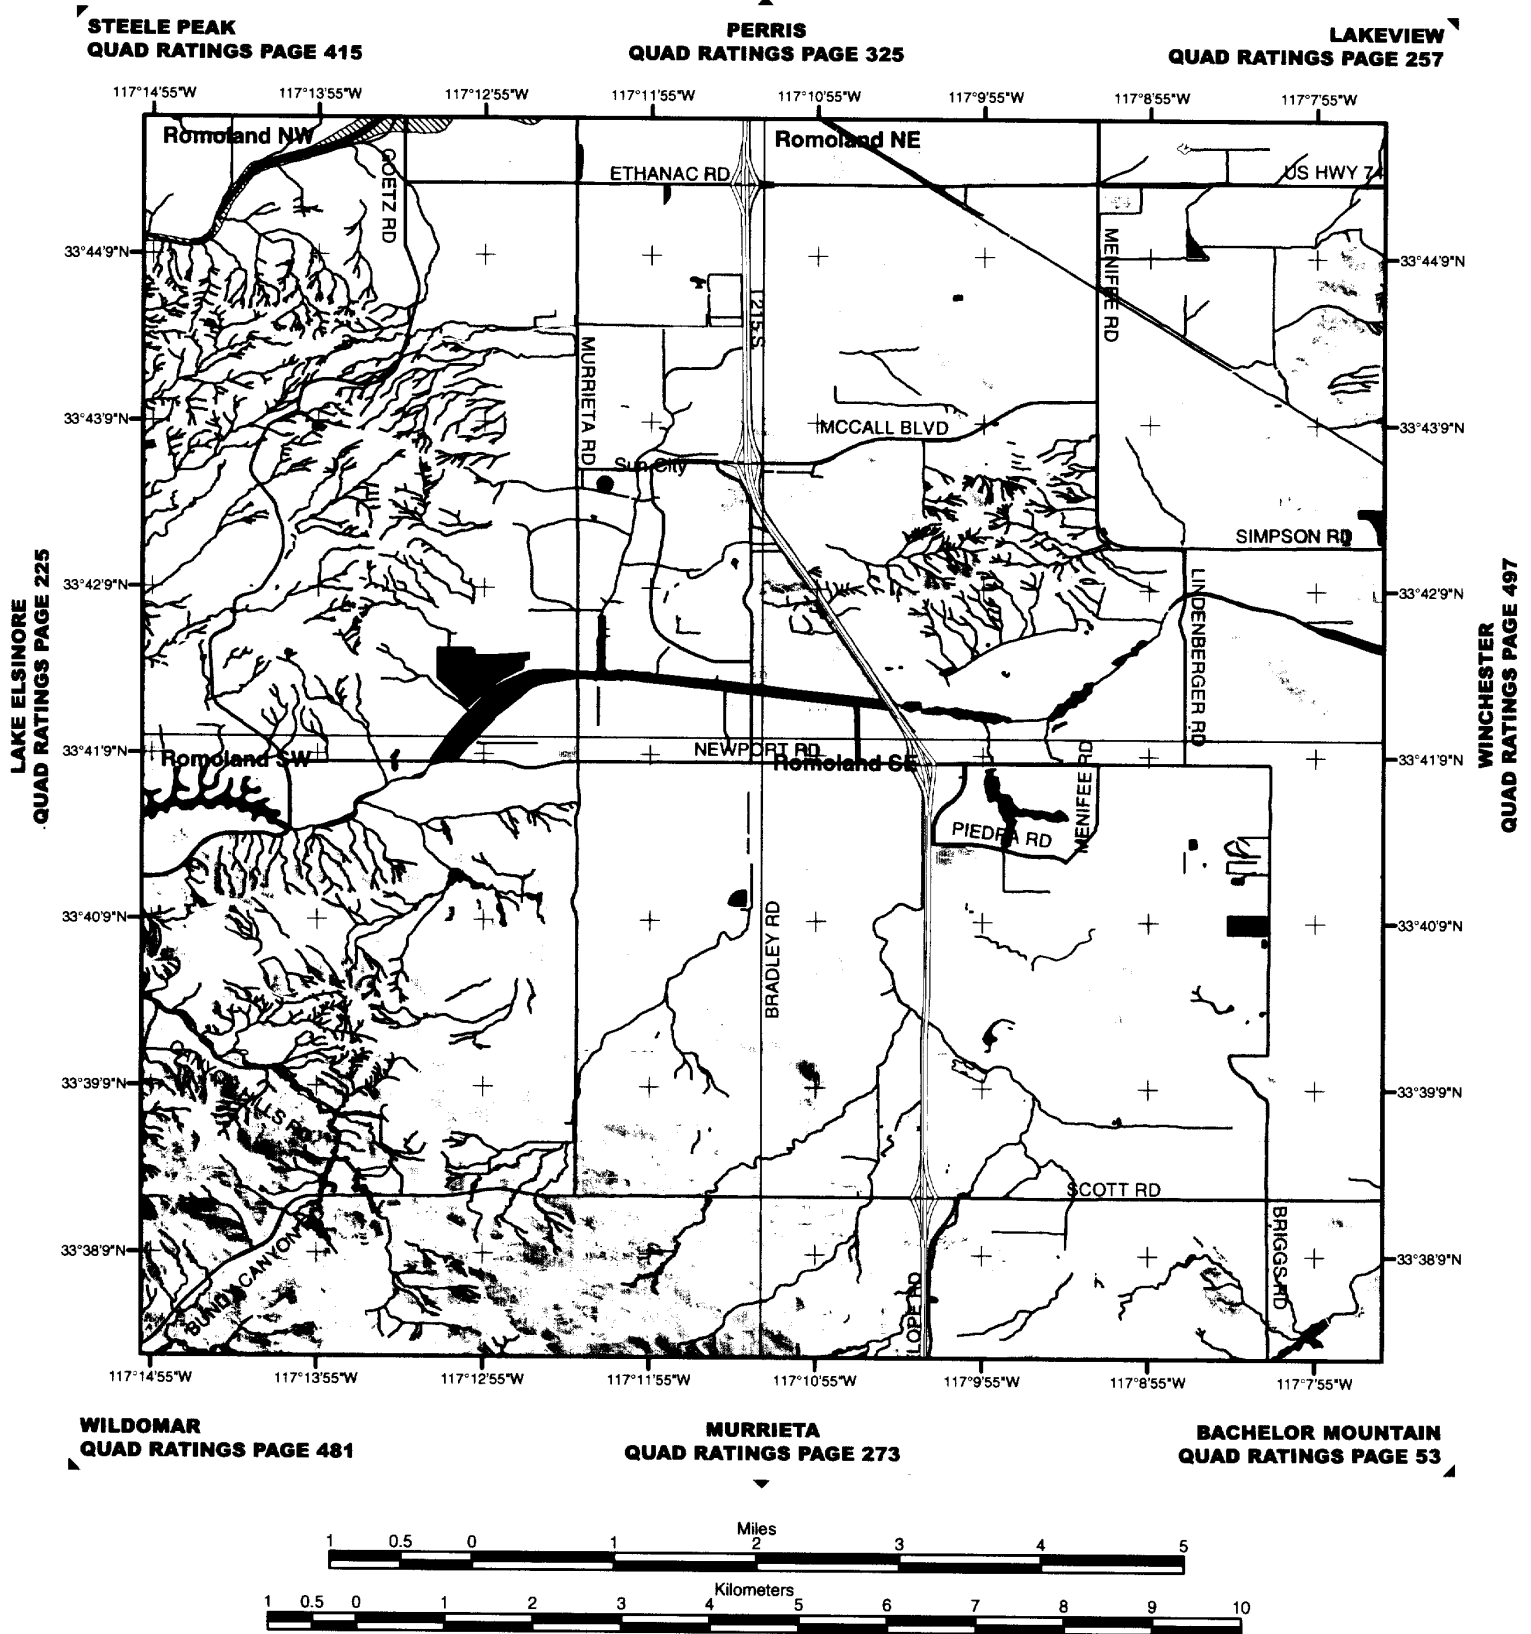 STEELE PEAK
QUAD RATINGS PAGE 415
PERRIS
QUAD RATINGS PAGE 325
LAKEVIEW
QUAD RATINGS PAGE 257
117°14'55"W 117°13'55"W 117°12'55"W 117°11'55"W 117°10'55"W 117°9'55"W 117°8'55"W 117°7'55"W
Romoland NW
Romoland NE
GOETZ RD
ETHANAC RD
US HWY 74
33°44'9"N
33°44'9"N
MENIFEE RD
I 215 S
MURRIETA RD
33°43'9"N
33°43'9"N
MCCALL BLVD
Sun City
SIMPSON RD
LAKE ELSINORE
QUAD RATINGS PAGE 225
WINCHESTER
QUAD RATINGS PAGE 497
33°42'9"N
33°42'9"N
LINDENBERGER RD
33°41'9"N
33°41'9"N
NEWPORT RD
Romoland SW
Romoland SE
MENIFEE RD
PIEDRA RD
33°40'9"N
33°40'9"N
BRADLEY RD
CANYON HILLS RD
33°39'9"N
33°39'9"N
SCOTT RD
BRIGGS RD
33°38'9"N
33°38'9"N
BUNDY CANYON RD
LOPE RD
117°14'55"W 117°13'55"W 117°12'55"W 117°11'55"W 117°10'55"W 117°9'55"W 117°8'55"W 117°7'55"W
WILDOMAR
QUAD RATINGS PAGE 481
MURRIETA
QUAD RATINGS PAGE 273
BACHELOR MOUNTAIN
QUAD RATINGS PAGE 53
Miles
1 0.5 0 1 2 3 4 5
Kilometers
1 0.5 0 1 2 3 4 5 6 7 8 9 10